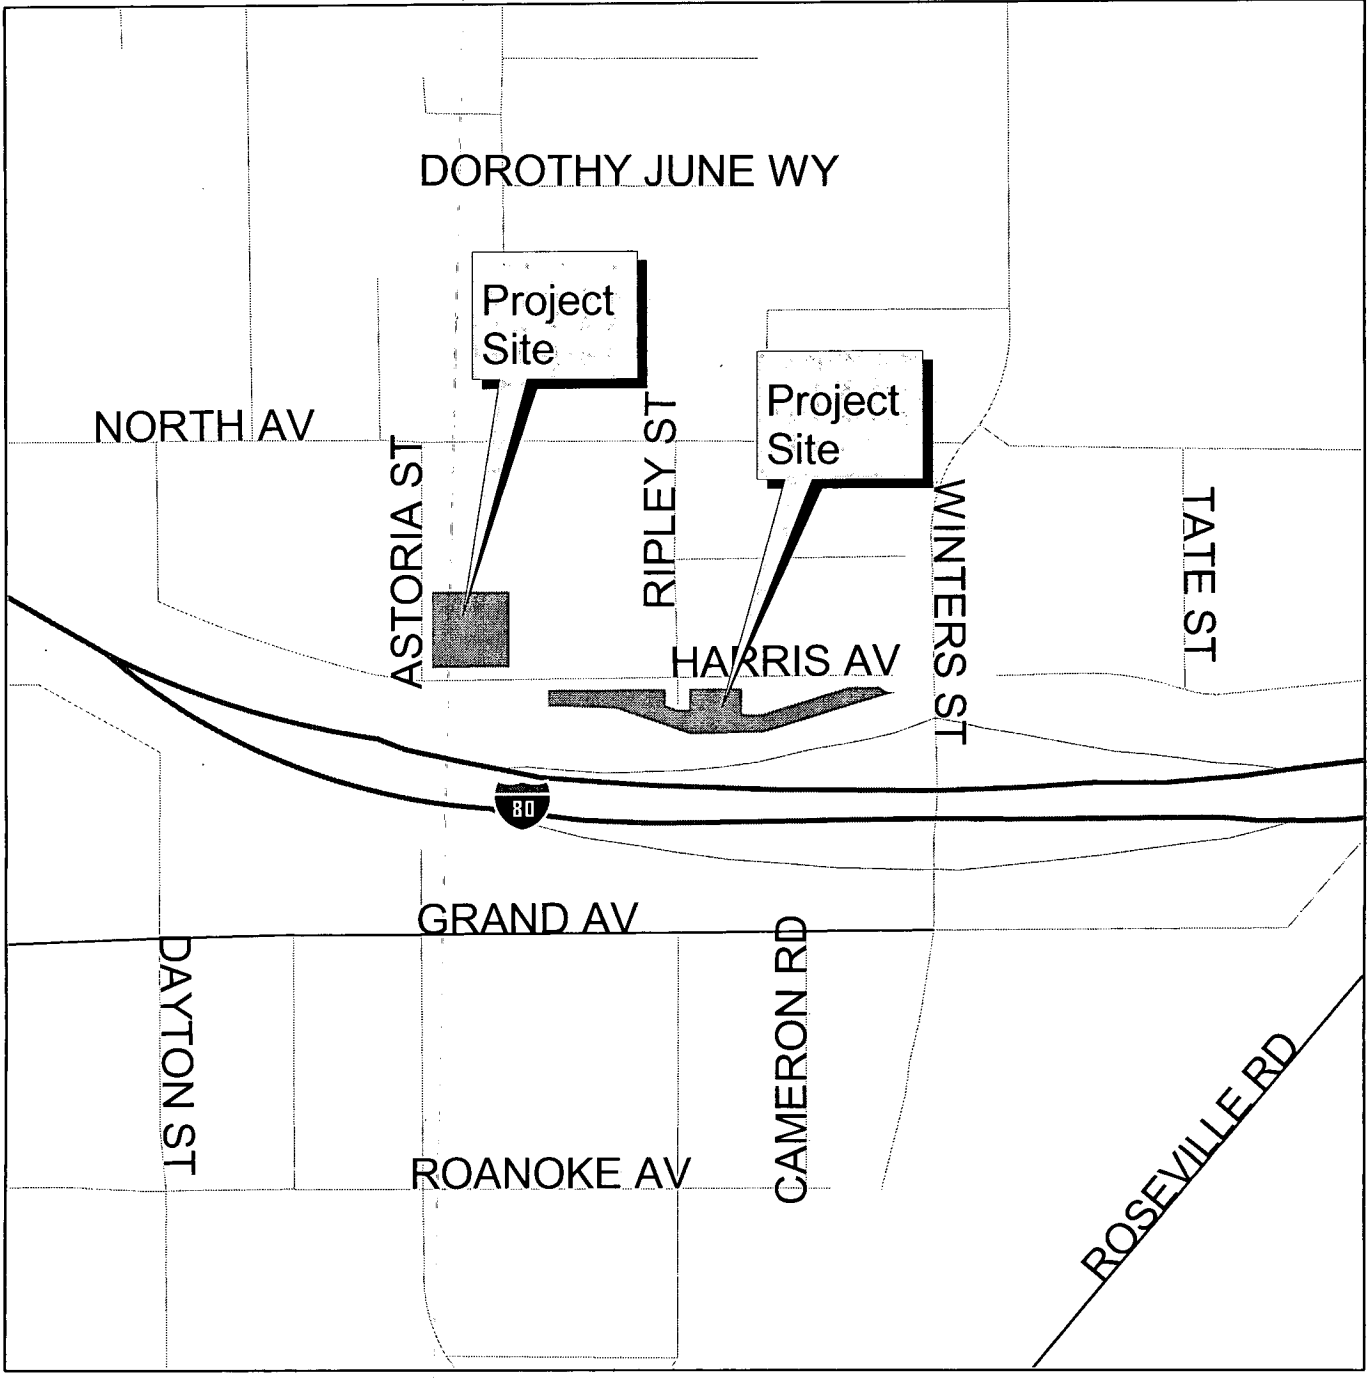 DOROTHY JUNE WY
Project
Site
Project
Site
NORTH AV
RIPLEY ST
ASTORIA ST
WINTERS ST
TATE ST
HARRIS AV
80
GRAND AV
CAMERON RD
DAYTON ST
ROANOKE AV
ROSEVILLE RD